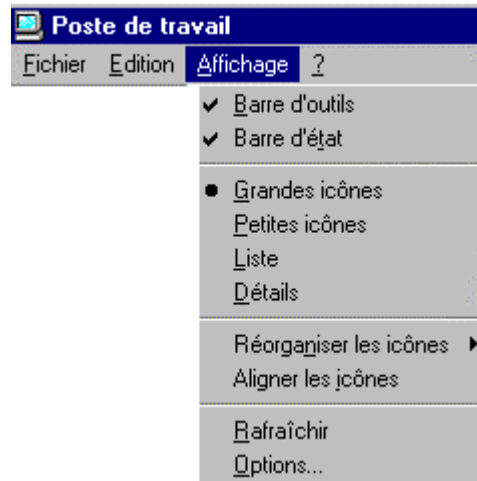 Poste de travail
Fichier Edition Affichage ?
Barre d'outils
Barre d'état
Grandes icônes
Petites icônes
Liste
Détails
Réorganiser les icônes
Aligner les icônes
Rafraîchir
Options...